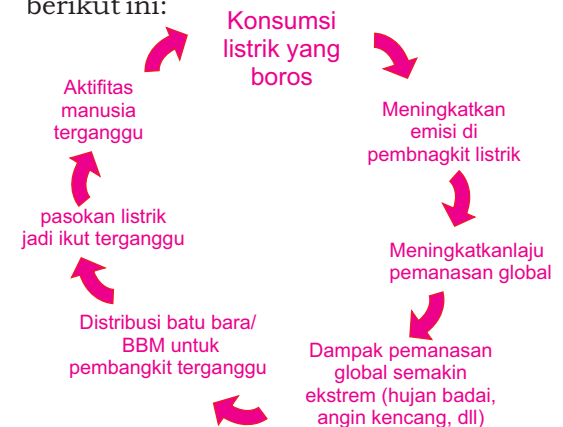 berikut ini:
Konsumsi
listrik yang
boros
Meningkatkan
emisi di
pembnagkit listrik
Meningkatkanlaju
pemanasan global
Dampak pemanasan
global semakin
ekstrem (hujan badai,
angin kencang, dll)
Distribusi batu bara/
BBM untuk
pembangkit terganggu
pasokan listrik
jadi ikut terganggu
Aktifitas
manusia
terganggu